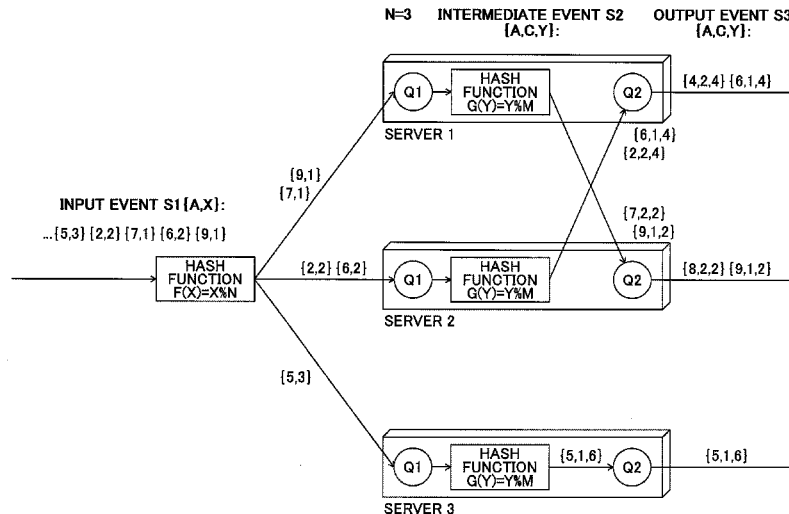 N=3 INTERMEDIATE EVENT S2 OUTPUT EVENT S3
{A,C,Y}: {A,C,Y}:
Q1
HASH
FUNCTION
G(Y)=Y%M
Q2
{4,2,4} {6,1,4}
SERVER 1
{6,1,4}
{2,2,4}
{9,1}
{7,1}
INPUT EVENT S1{A,X}:
...{5,3} {2,2} {7,1} {6,2} {9,1}
HASH
FUNCTION
F(X)=X%N
{7,2,2}
{9,1,2}
{2,2} {6,2}
Q1
HASH
FUNCTION
G(Y)=Y%M
Q2
{8,2,2} {9,1,2}
SERVER 2
{5,3}
Q1
HASH
FUNCTION
G(Y)=Y%M
{5,1,6}
Q2
{5,1,6}
SERVER 3